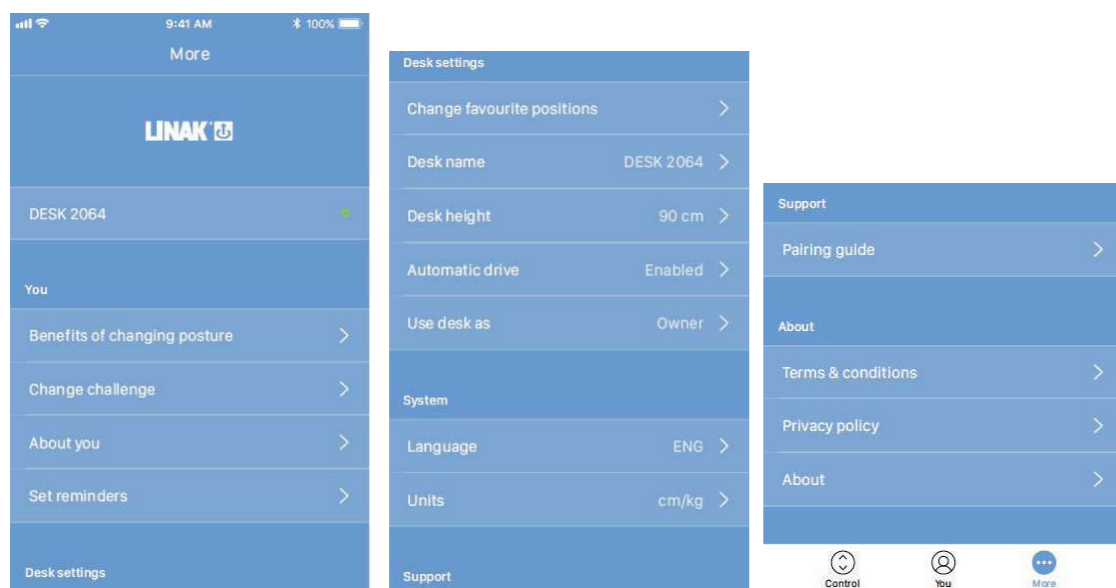 9:41 AM
100%
More
LINAK
DESK 2064
You
Benefits of changing posture
Change challenge
About you
Set reminders
Desk settings
Desk settings
Change favourite positions
Desk name DESK 2064
Desk height 90 cm
Automatic drive Enabled
Use desk as Owner
System
Language ENG
Units cm/kg
Support
Support
Pairing guide
About
Terms & conditions
Privacy policy
About
Control You More